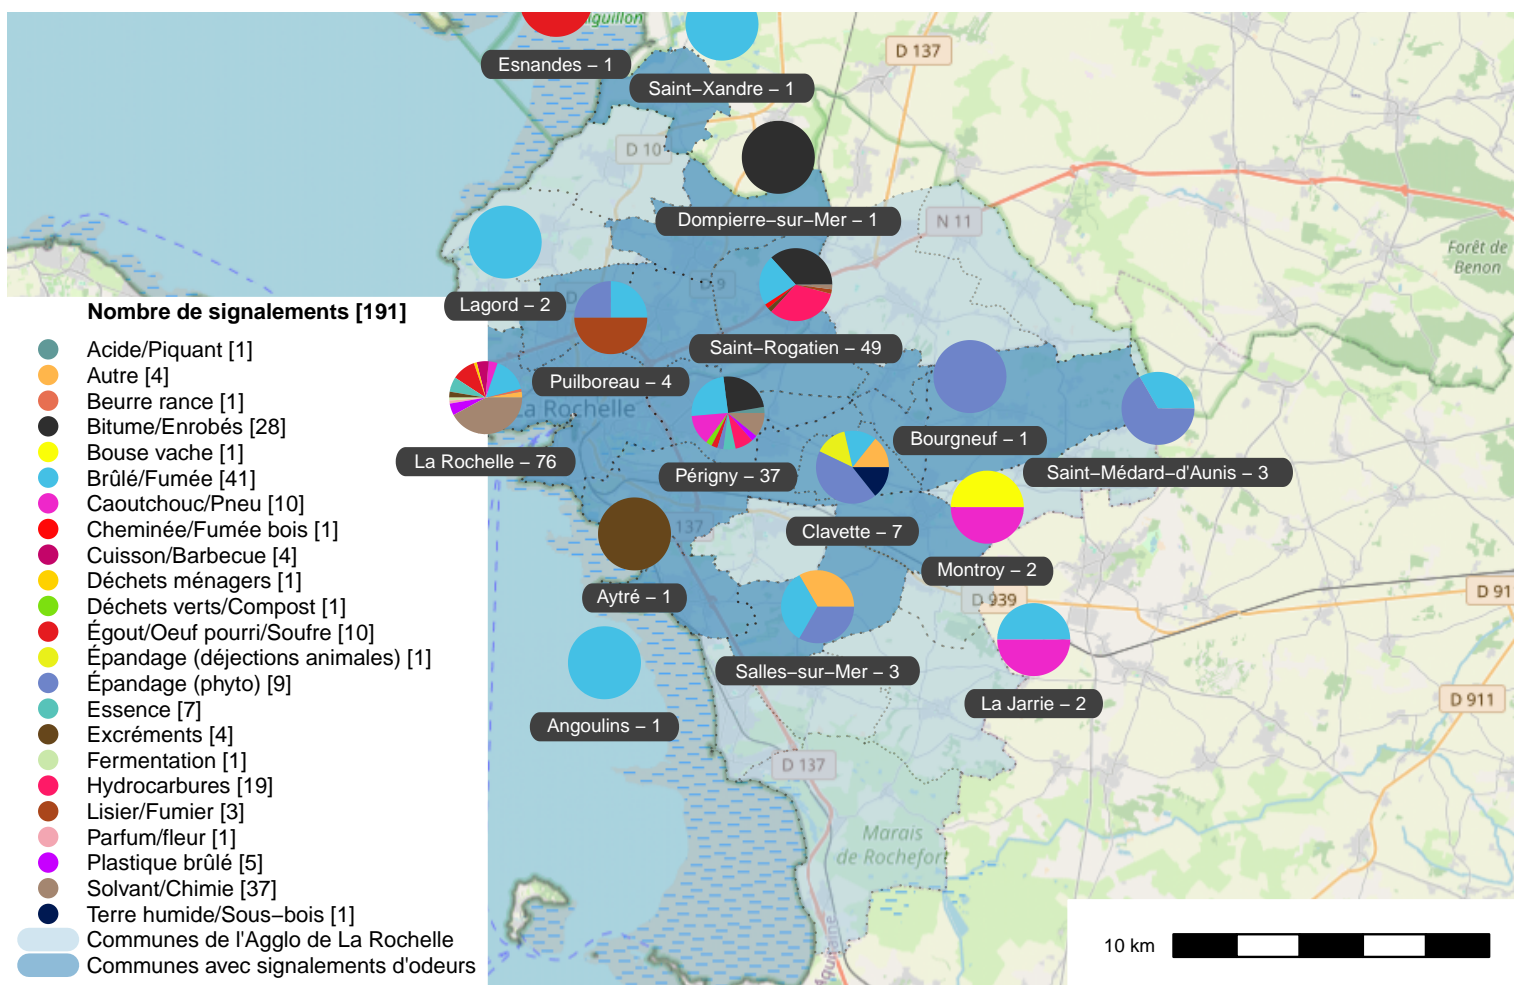 iguillon
Esnandes – 1
Saint–Xandre – 1
D 137
D 10
Dompierre–sur–Mer – 1
N 11
Forêt de
Benon
Lagord – 2
D 9
Nombre de signalements [191]
Saint–Rogatien – 49
Puilboreau – 4
La Rochelle
La Rochelle – 76
Périgny – 37
Bourgneuf – 1
Saint–Médard–d'Aunis – 3
Clavette – 7
137
Montroy – 2
Aytré – 1
D 939
D 91
Salles–sur–Mer – 3
La Jarrie – 2
D 911
Angoulins – 1
D 137
Marais
de Rochefort
Aguiaine
Acide/Piquant [1]
Autre [4]
Beurre rance [1]
Bitume/Enrobés [28]
Bouse vache [1]
Brûlé/Fumée [41]
Caoutchouc/Pneu [10]
Cheminée/Fumée bois [1]
Cuisson/Barbecue [4]
Déchets ménagers [1]
Déchets verts/Compost [1]
Égout/Oeuf pourri/Soufre [10]
Épandage (déjections animales) [1]
Épandage (phyto) [9]
Essence [7]
Excréments [4]
Fermentation [1]
Hydrocarbures [19]
Lisier/Fumier [3]
Parfum/fleur [1]
Plastique brûlé [5]
Solvant/Chimie [37]
Terre humide/Sous–bois [1]
Communes de l'Agglo de La Rochelle
Communes avec signalements d'odeurs
10 km